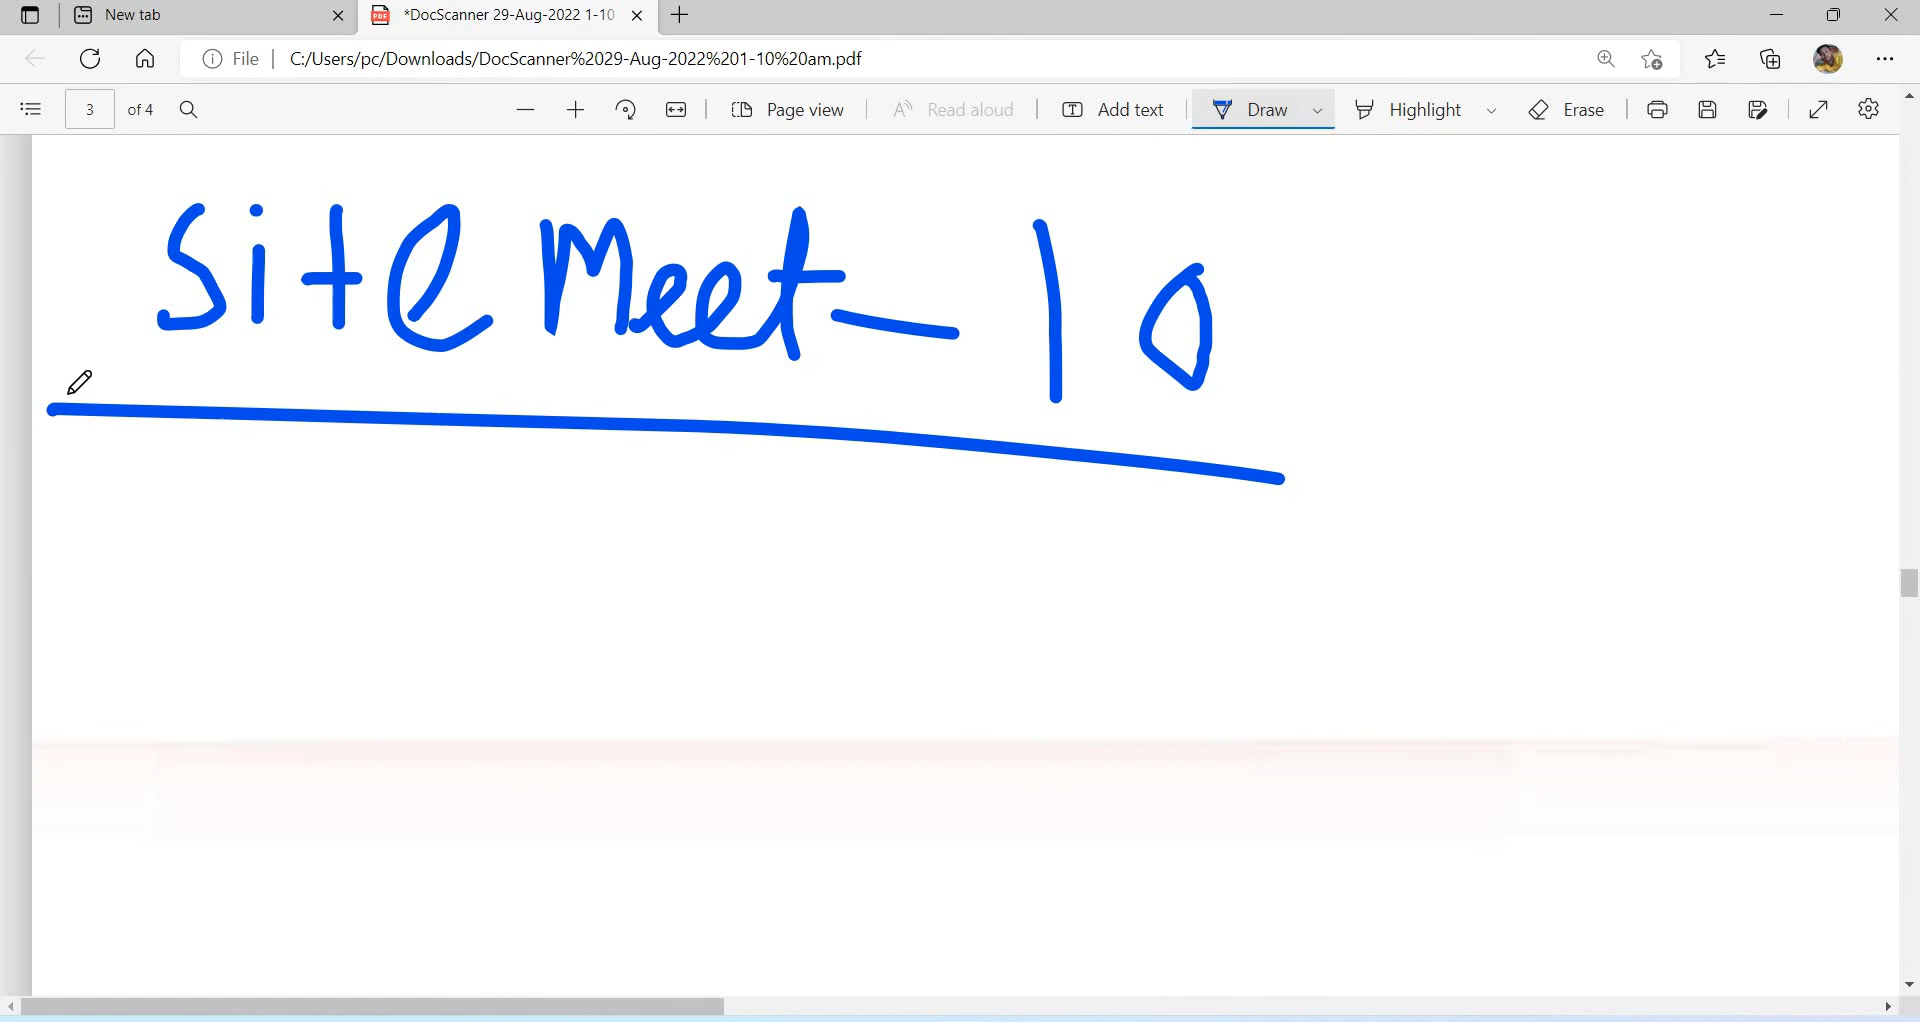 New tab
*DocScanner 29-Aug-2022 1-10
File
C:/Users/pc/Downloads/DocScanner%2029-Aug-2022%201-10%20am.pdf
3 of 4
Page view
Read aloud
Add text
Draw
Highlight
Erase
Site Meet- 10